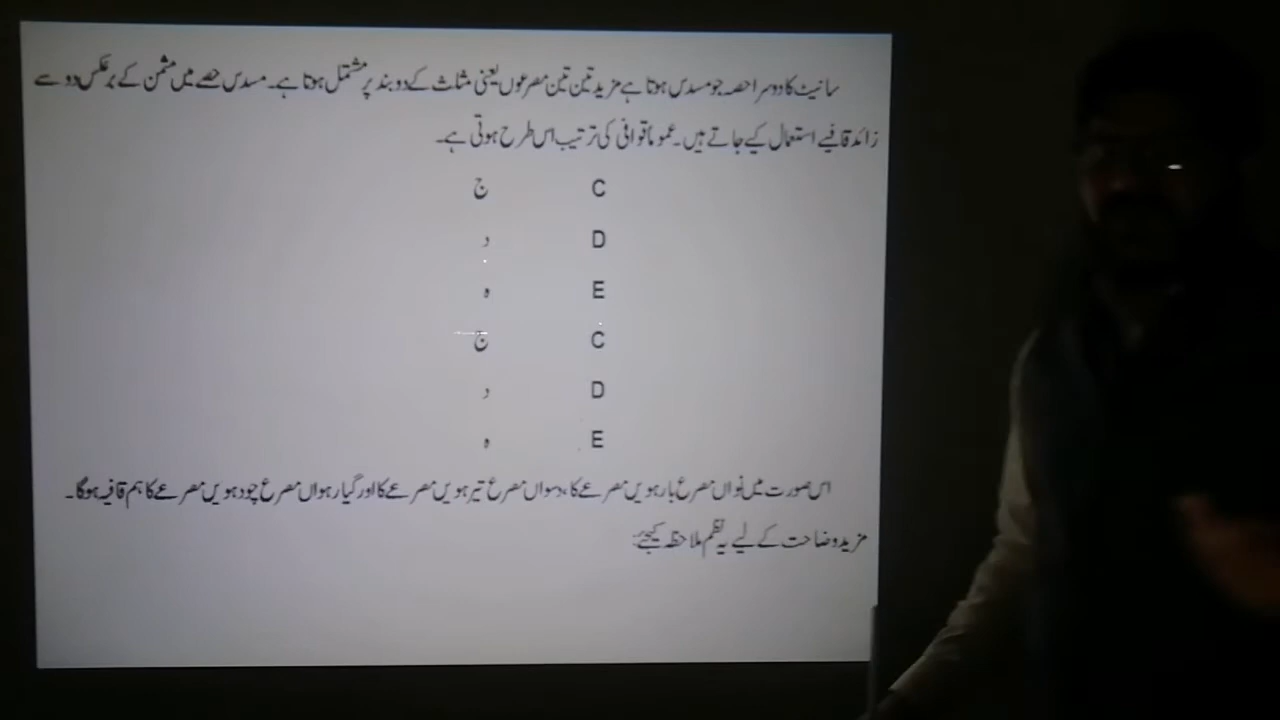 سانیٹ کا دوسرا حصہ جو مسدس ہوتا ہے مزید تین تین مصرعوں یعنی مثلث کے دو بند پر مشتمل ہوتا ہے۔ مسدس حصے میں مثمن کے برعکس دو سے
زائد قافیے استعمال کیے جاتے ہیں۔ عموماً قوافی کی ترتیب اس طرح ہوتی ہے۔
C ج
D د
E ہ
C ج
D د
E ہ
اس صورت میں نواں مصرع بارہویں مصرعے کا، دسواں مصرع تیرہویں مصرعے کا اور گیارہواں مصرع چودہویں مصرعے کا ہم قافیہ ہوگا۔
مزید وضاحت کے لیے یہ نظم ملاحظہ کیجیے: